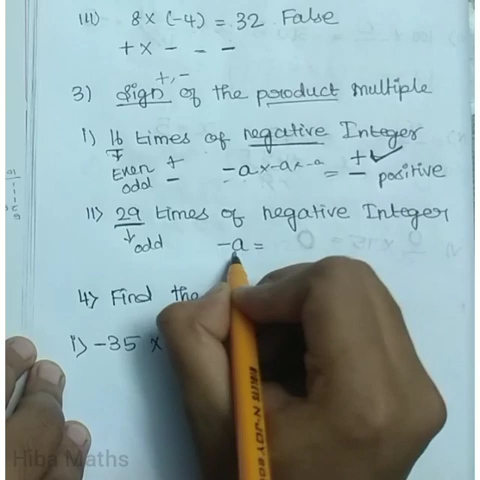 iii) 8 x (-4) = 32 False
+ x - - -
+, -
3) Sign of the product multiple
i) 16 times of negative Integer
Even + -a x -a x -a = + ✓
odd - - positive
ii) 29 times of negative Integer
↓ odd -a =
4) Find the
i) -35 x
Hiba Maths